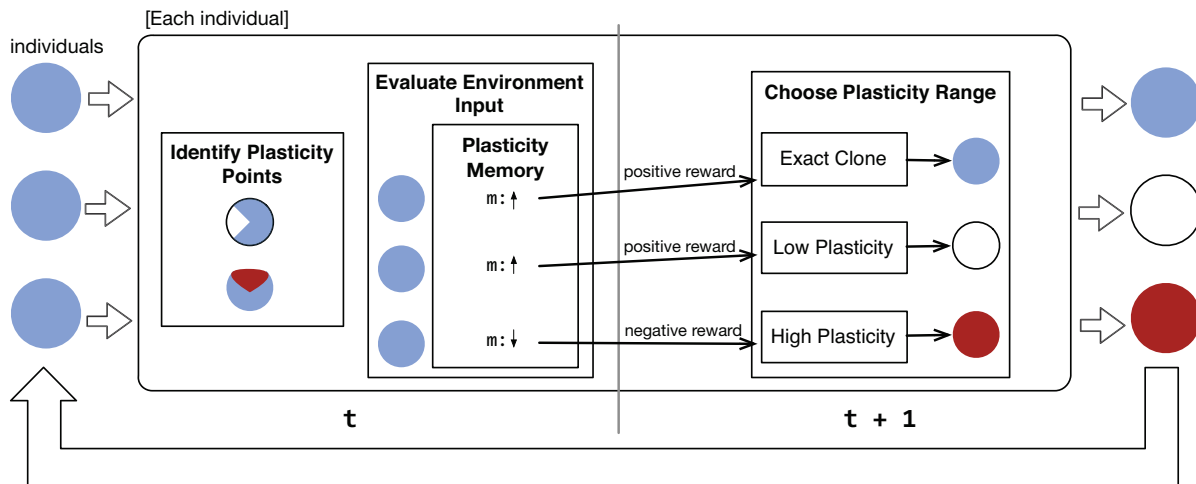 [Each individual]
individuals
Identify Plasticity
Points
Evaluate Environment
Input
Plasticity
Memory
m:↑
m:↑
m:↓
positive reward
positive reward
negative reward
Choose Plasticity Range
Exact Clone
Low Plasticity
High Plasticity
t
t + 1